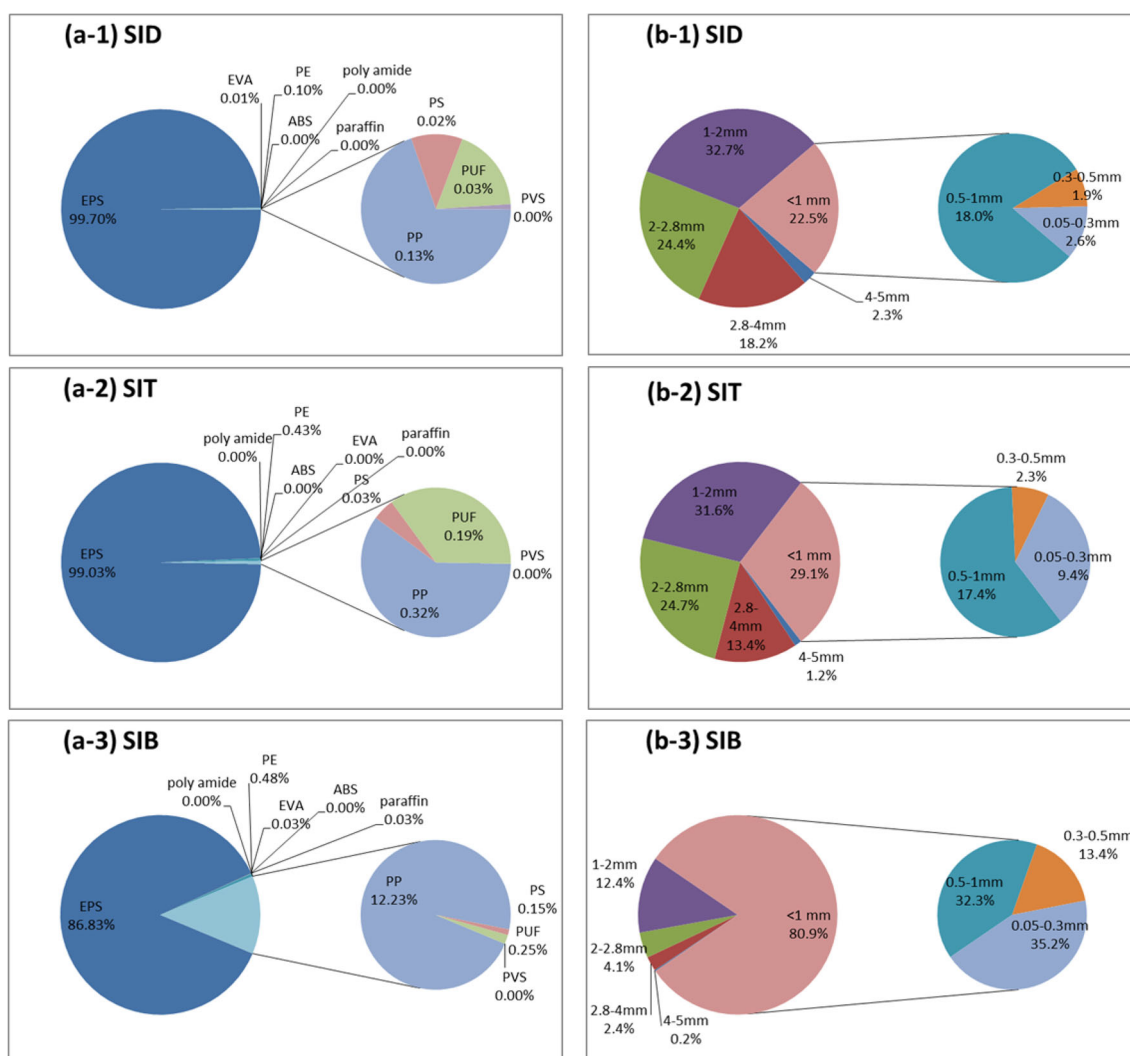 (a-1) SID
EVA
0.01%
PE
0.10%
poly amide
0.00%
ABS
0.00%
paraffin
0.00%
EPS
99.70%
PS
0.02%
PUF
0.03%
PVS
0.00%
PP
0.13%
(b-1) SID
1-2mm
32.7%
<1 mm
22.5%
2-2.8mm
24.4%
2.8-4mm
18.2%
4-5mm
2.3%
0.5-1mm
18.0%
0.3-0.5mm
1.9%
0.05-0.3mm
2.6%
(a-2) SIT
poly amide
0.00%
PE
0.43%
ABS
0.00%
EVA
0.00%
paraffin
0.00%
EPS
99.03%
PS
0.03%
PUF
0.19%
PVS
0.00%
PP
0.32%
(b-2) SIT
1-2mm
31.6%
<1 mm
29.1%
2-2.8mm
24.7%
2.8-
4mm
13.4%
4-5mm
1.2%
0.3-0.5mm
2.3%
0.05-0.3mm
9.4%
0.5-1mm
17.4%
(a-3) SIB
poly amide
0.00%
PE
0.48%
EVA
0.03%
ABS
0.00%
paraffin
0.03%
EPS
86.83%
PP
12.23%
PS
0.15%
PUF
0.25%
PVS
0.00%
(b-3) SIB
1-2mm
12.4%
<1 mm
80.9%
2-2.8mm
4.1%
2.8-4mm
2.4%
4-5mm
0.2%
0.5-1mm
32.3%
0.3-0.5mm
13.4%
0.05-0.3mm
35.2%